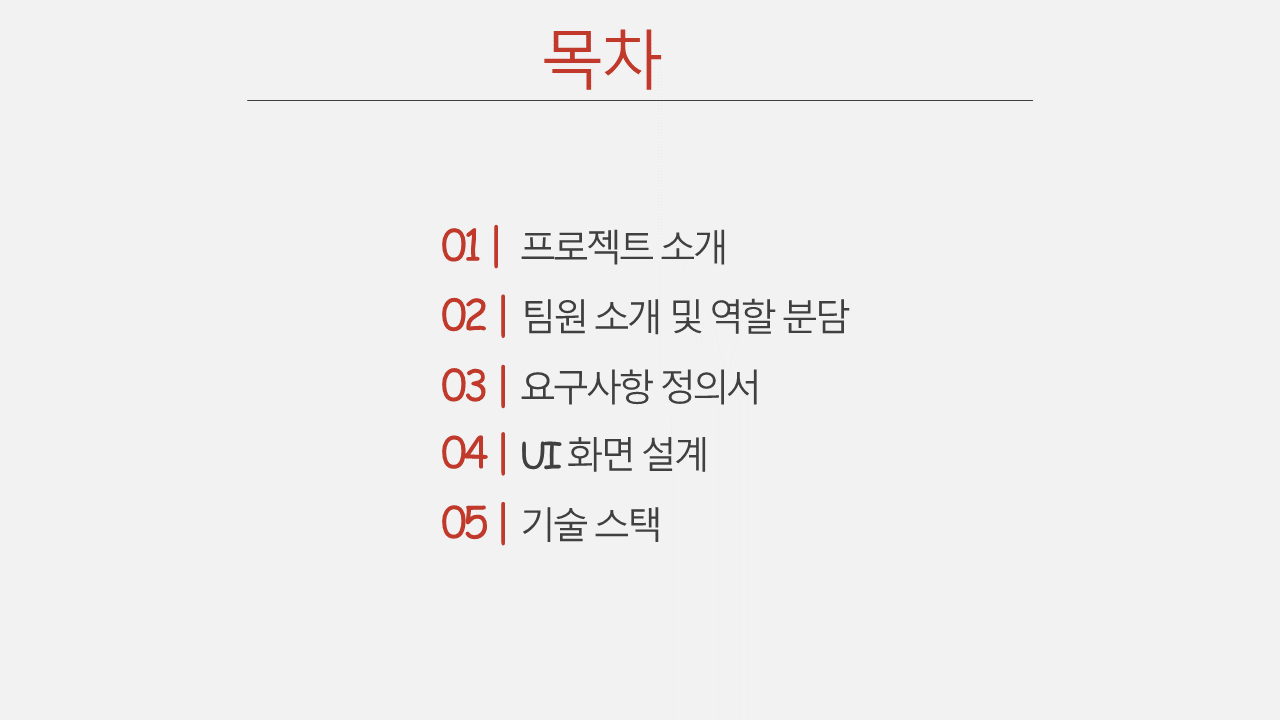 목차
01 | 프로젝트 소개
02 | 팀원 소개 및 역할 분담
03 | 요구사항 정의서
04 | UI 화면 설계
05 | 기술 스택